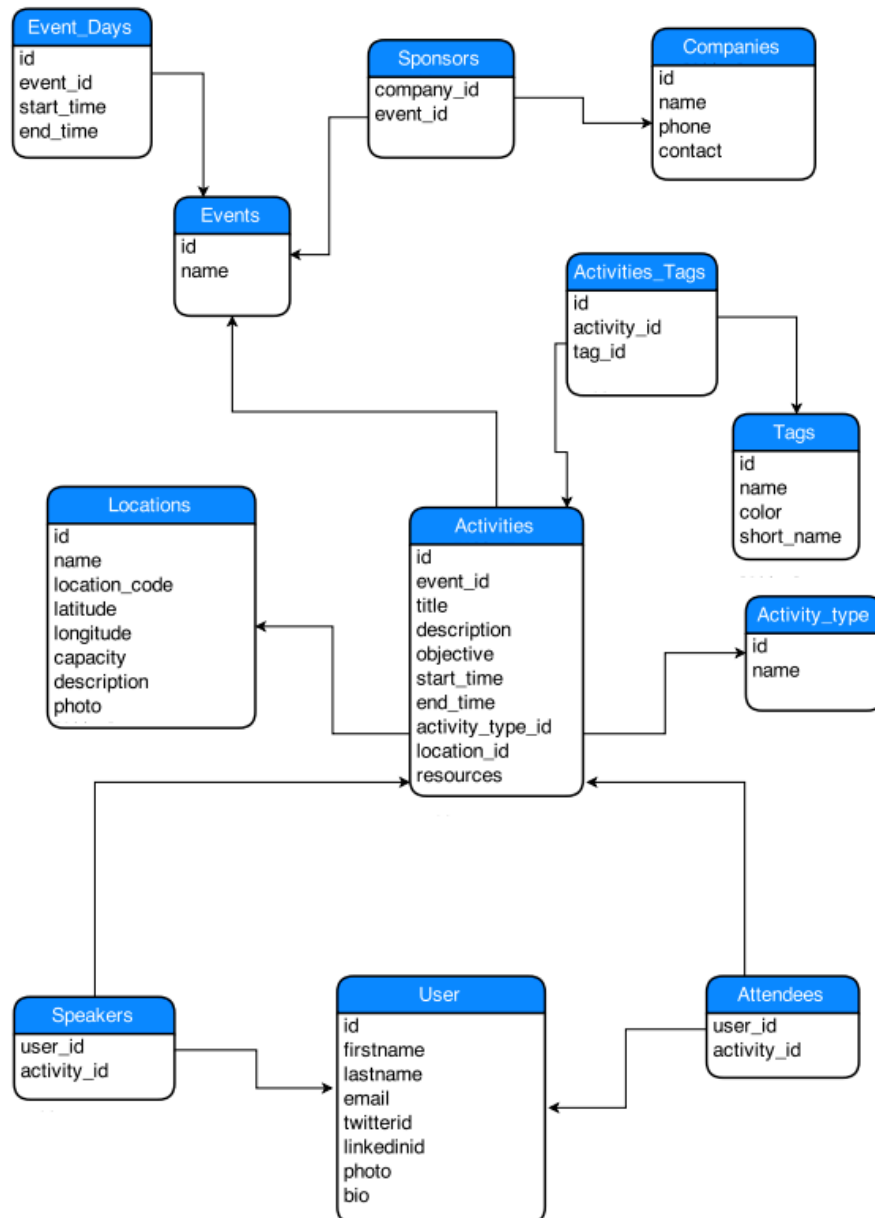 Event_Days
id
event_id
start_time
end_time
Sponsors
company_id
event_id
Companies
id
name
phone
contact
Events
id
name
Activities_Tags
id
activity_id
tag_id
Tags
id
name
color
short_name
Locations
id
name
location_code
latitude
longitude
capacity
description
photo
Activities
id
event_id
title
description
objective
start_time
end_time
activity_type_id
location_id
resources
Activity_type
id
name
Speakers
user_id
activity_id
User
id
firstname
lastname
email
twitterid
linkedinid
photo
bio
Attendees
user_id
activity_id